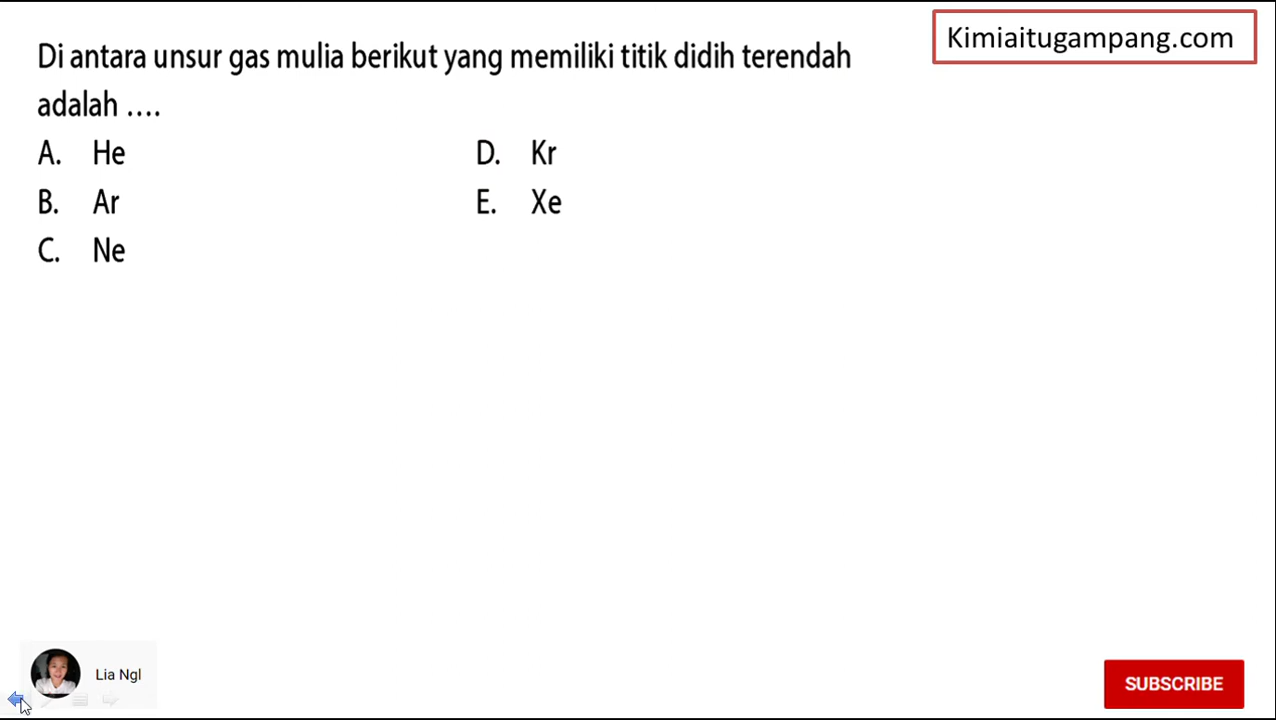 Kimiaitugampang.com
Di antara unsur gas mulia berikut yang memiliki titik didih terendah
adalah ....
A. He
B. Ar
C. Ne
D. Kr
E. Xe
Lia Ngl
SUBSCRIBE